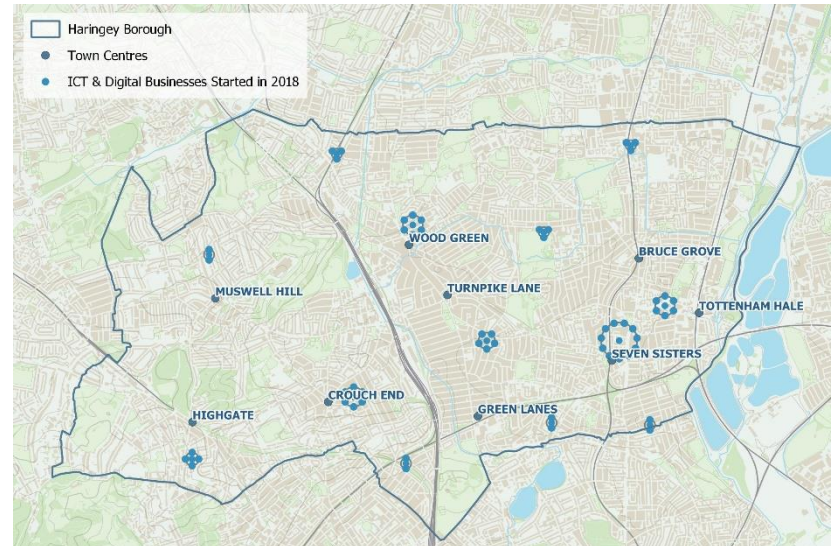 Haringey Borough
Town Centres
ICT & Digital Businesses Started in 2018
WOOD GREEN
BRUCE GROVE
MUSWELL HILL
TURNPIKE LANE
TOTTENHAM HALE
SEVEN SISTERS
CROUCH END
HIGHGATE
GREEN LANES